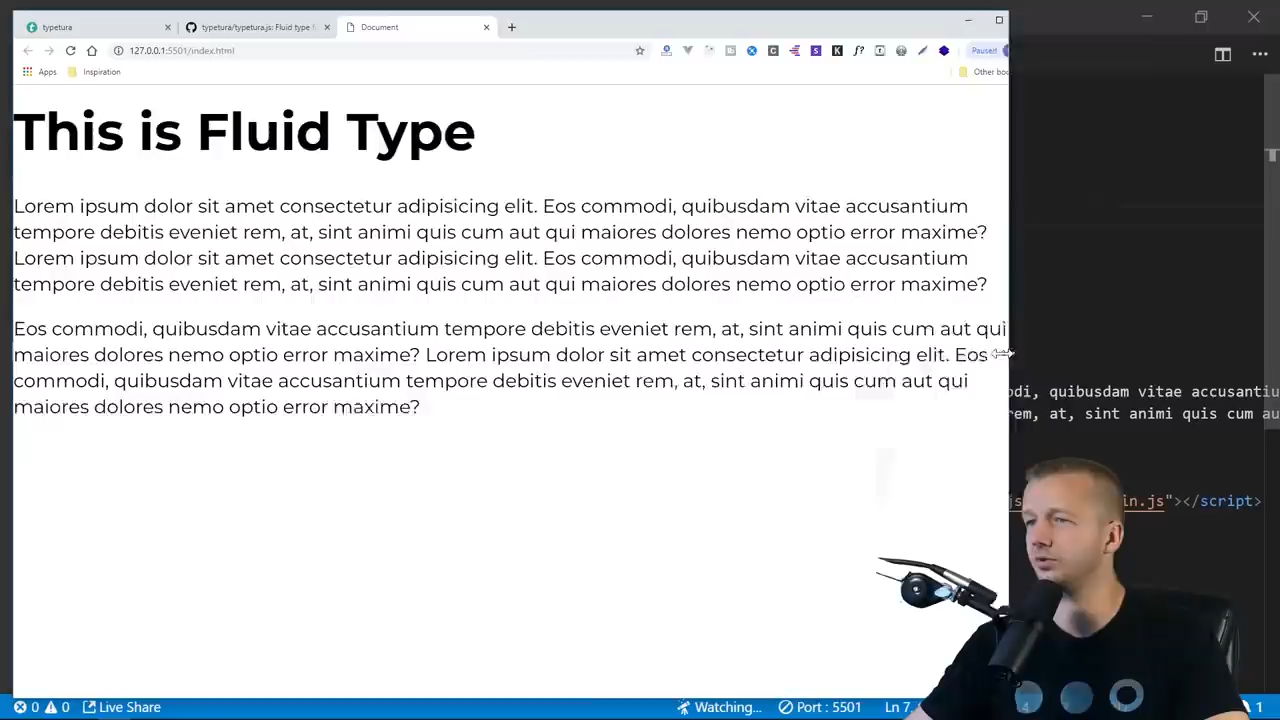 typetura
typetura/typetura.js: Fluid type
Document
127.0.0.1:5501/index.html
Paused
Apps
Inspiration
Other boo
This is Fluid Type
Lorem ipsum dolor sit amet consectetur adipisicing elit. Eos commodi, quibusdam vitae accusantium
tempore debitis eveniet rem, at, sint animi quis cum aut qui maiores dolores nemo optio error maxime?
Lorem ipsum dolor sit amet consectetur adipisicing elit. Eos commodi, quibusdam vitae accusantium
tempore debitis eveniet rem, at, sint animi quis cum aut qui maiores dolores nemo optio error maxime?
Eos commodi, quibusdam vitae accusantium tempore debitis eveniet rem, at, sint animi quis cum aut qui
maiores dolores nemo optio error maxime? Lorem ipsum dolor sit amet consectetur adipisicing elit. Eos
commodi, quibusdam vitae accusantium tempore debitis eveniet rem, at, sint animi quis cum aut qui
maiores dolores nemo optio error maxime?
odi, quibusdam vitae accusanti
em, at, sint animi quis cum au
js
in.js"></script>
0 0 Live Share
Watching...
Port : 5501
Ln 7,
1